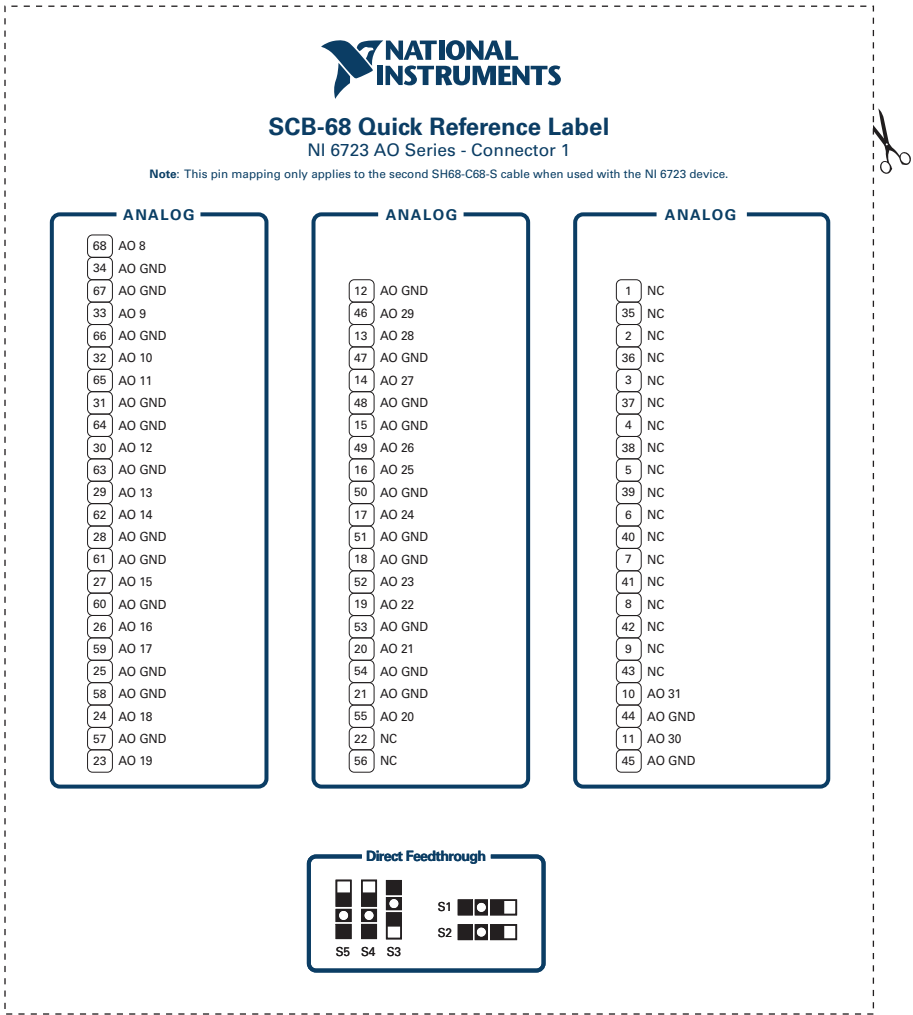 NATIONAL
INSTRUMENTS
SCB-68 Quick Reference Label
NI 6723 AO Series - Connector 1
Note: This pin mapping only applies to the second SH68-C68-S cable when used with the NI 6723 device.
ANALOG
68 AO 8
34 AO GND
67 AO GND
33 AO 9
66 AO GND
32 AO 10
65 AO 11
31 AO GND
64 AO GND
30 AO 12
63 AO GND
29 AO 13
62 AO 14
28 AO GND
61 AO GND
27 AO 15
60 AO GND
26 AO 16
59 AO 17
25 AO GND
58 AO GND
24 AO 18
57 AO GND
23 AO 19
ANALOG
12 AO GND
46 AO 29
13 AO 28
47 AO GND
14 AO 27
48 AO GND
15 AO GND
49 AO 26
16 AO 25
50 AO GND
17 AO 24
51 AO GND
18 AO GND
52 AO 23
19 AO 22
53 AO GND
20 AO 21
54 AO GND
21 AO GND
55 AO 20
22 NC
56 NC
ANALOG
1 NC
35 NC
2 NC
36 NC
3 NC
37 NC
4 NC
38 NC
5 NC
39 NC
6 NC
40 NC
7 NC
41 NC
8 NC
42 NC
9 NC
43 NC
10 AO 31
44 AO GND
11 AO 30
45 AO GND
Direct Feedthrough
S1
S2
S5 S4 S3